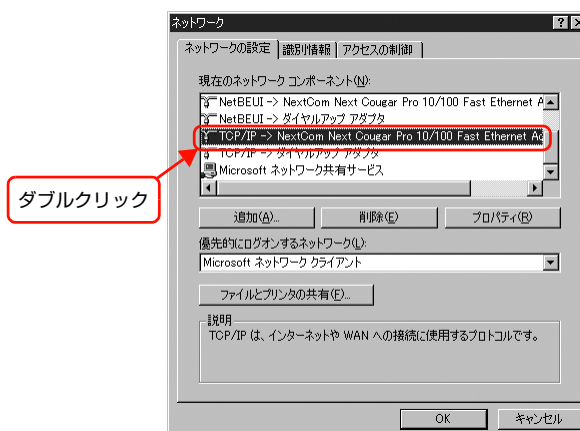 ネットワーク
ネットワークの設定 識別情報 アクセスの制御
現在のネットワーク コンポーネント(N):
NetBEUI -> NextCom Next Cougar Pro 10/100 Fast Ethernet A
NetBEUI -> ダイヤルアップ アダプタ
TCP/IP -> NextCom Next Cougar Pro 10/100 Fast Ethernet Ad
TCP/IP -> ダイヤルアップ アダプタ
Microsoft ネットワーク共有サービス
ダブルクリック
追加(A)... 削除(E) プロパティ(R)
優先的にログオンするネットワーク(L):
Microsoft ネットワーク クライアント
ファイルとプリンタの共有(F)...
説明
TCP/IP は、インターネットや WAN への接続に使用するプロトコルです。
OK キャンセル